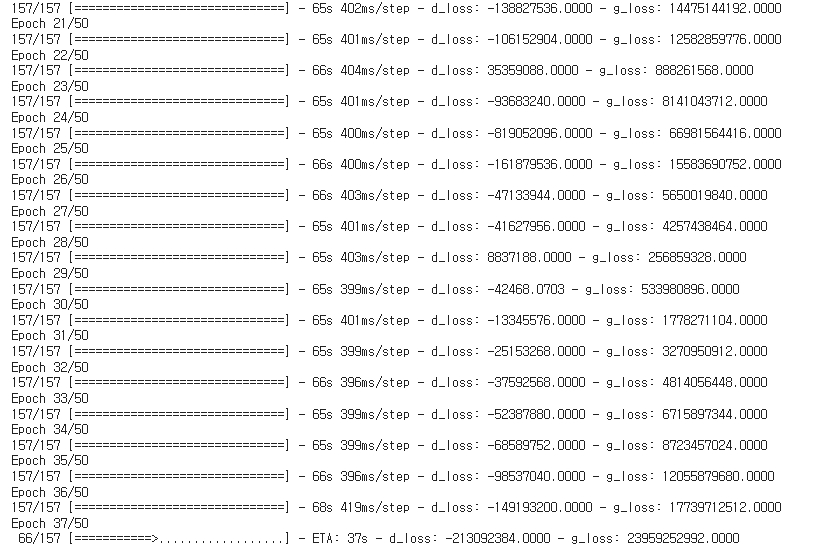 157/157 [==============================] - 65s 402ms/step - d_loss: -138827536.0000 - g_loss: 14475144192.0000
Epoch 21/50
157/157 [==============================] - 65s 401ms/step - d_loss: -106152904.0000 - g_loss: 12582859776.0000
Epoch 22/50
157/157 [==============================] - 66s 404ms/step - d_loss: 35359088.0000 - g_loss: 888261568.0000
Epoch 23/50
157/157 [==============================] - 65s 401ms/step - d_loss: -93683240.0000 - g_loss: 8141043712.0000
Epoch 24/50
157/157 [==============================] - 65s 400ms/step - d_loss: -819052096.0000 - g_loss: 66981564416.0000
Epoch 25/50
157/157 [==============================] - 66s 400ms/step - d_loss: -161879536.0000 - g_loss: 15583690752.0000
Epoch 26/50
157/157 [==============================] - 66s 403ms/step - d_loss: -47133944.0000 - g_loss: 5650019840.0000
Epoch 27/50
157/157 [==============================] - 65s 401ms/step - d_loss: -41627956.0000 - g_loss: 4257438464.0000
Epoch 28/50
157/157 [==============================] - 65s 403ms/step - d_loss: 8837188.0000 - g_loss: 256859328.0000
Epoch 29/50
157/157 [==============================] - 65s 399ms/step - d_loss: -42468.0703 - g_loss: 533980896.0000
Epoch 30/50
157/157 [==============================] - 65s 401ms/step - d_loss: -13345576.0000 - g_loss: 1778271104.0000
Epoch 31/50
157/157 [==============================] - 65s 399ms/step - d_loss: -25153268.0000 - g_loss: 3270950912.0000
Epoch 32/50
157/157 [==============================] - 66s 396ms/step - d_loss: -37592568.0000 - g_loss: 4814056448.0000
Epoch 33/50
157/157 [==============================] - 65s 399ms/step - d_loss: -52387880.0000 - g_loss: 6715897344.0000
Epoch 34/50
157/157 [==============================] - 65s 399ms/step - d_loss: -68589752.0000 - g_loss: 8723457024.0000
Epoch 35/50
157/157 [==============================] - 66s 396ms/step - d_loss: -98537040.0000 - g_loss: 12055879680.0000
Epoch 36/50
157/157 [==============================] - 68s 419ms/step - d_loss: -149193200.0000 - g_loss: 17739712512.0000
Epoch 37/50
66/157 [===========>..................] - ETA: 37s - d_loss: -213092384.0000 - g_loss: 23959252992.0000